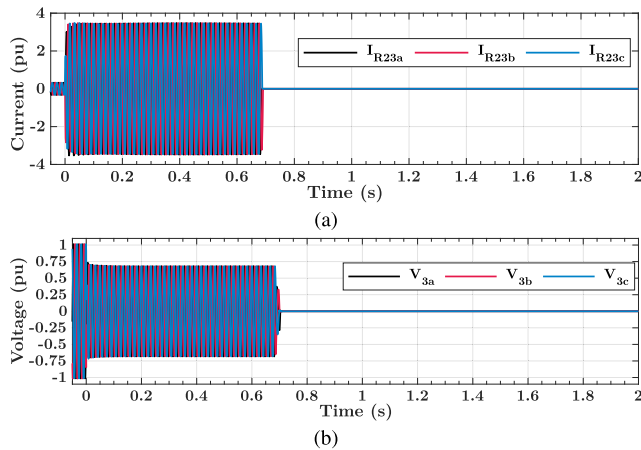 4
2
0
-2
-4
Current (pu)
I_R23a I_R23b I_R23c
0 0.2 0.4 0.6 0.8 1 1.2 1.4 1.6 1.8 2
Time (s)
(a)
1
0.75
0.5
0.25
0
-0.25
-0.5
-0.75
-1
Voltage (pu)
V_3a V_3b V_3c
0 0.2 0.4 0.6 0.8 1 1.2 1.4 1.6 1.8 2
Time (s)
(b)